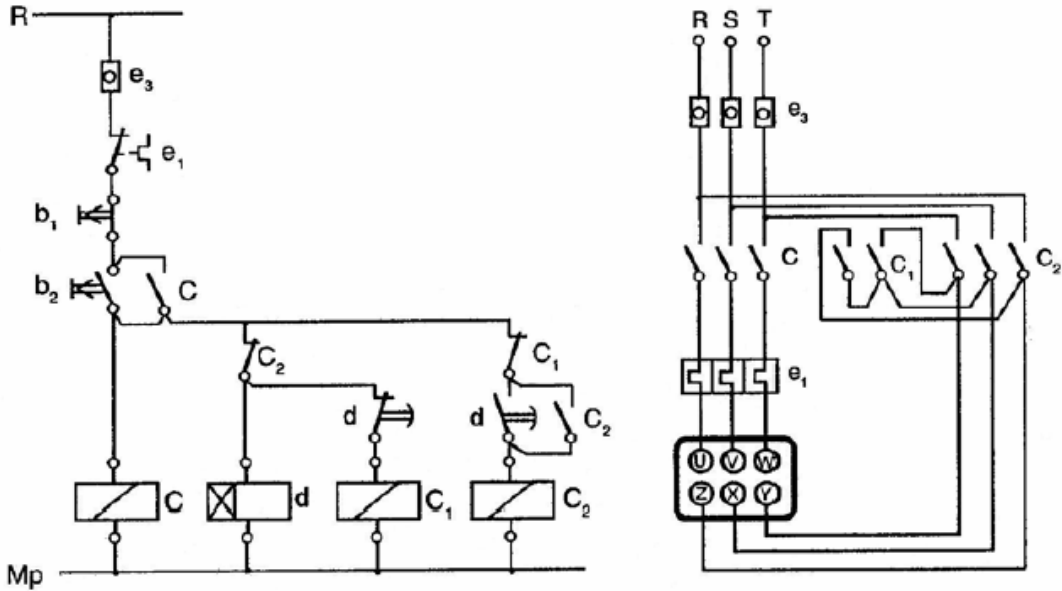 R
e3
e1
b1
b2 C
C2 C1
d d C2
C d C1 C2
Mp
R S T
e3
C C1 C2
e1
U V W
Z X Y